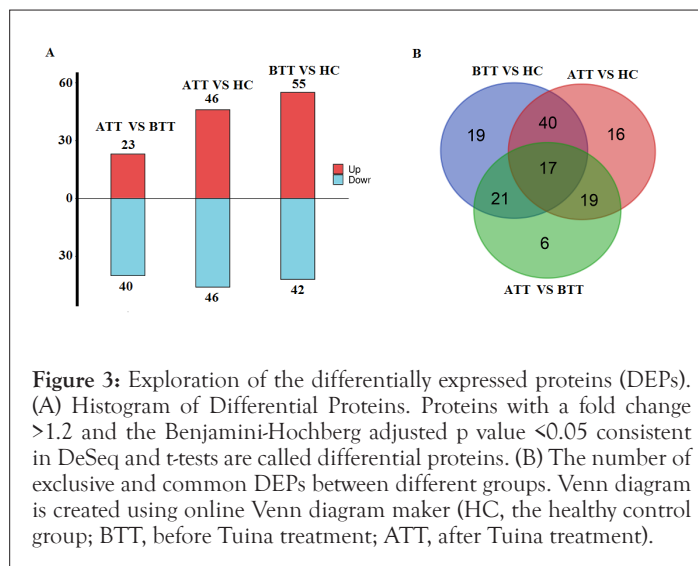 A
B
BTT VS HC
55
ATT VS HC
46
ATT VS BTT
23
60
30
0
30
60
Up
Down
40
46
42
BTT VS HC
ATT VS HC
19
40
16
17
21
19
6
ATT VS BTT
Figure 3: Exploration of the differentially expressed proteins (DEPs).
(A) Histogram of Differential Proteins. Proteins with a fold change
>1.2 and the Benjamini-Hochberg adjusted p value <0.05 consistent
in DeSeq and t-tests are called differential proteins. (B) The number of
exclusive and common DEPs between different groups. Venn diagram
is created using online Venn diagram maker (HC, the healthy control
group; BTT, before Tuina treatment; ATT, after Tuina treatment).